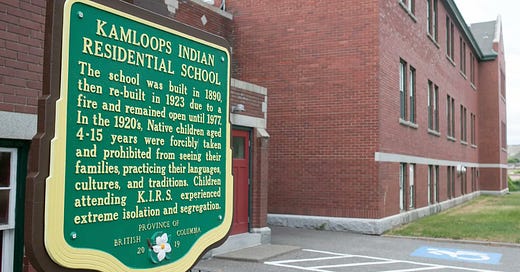 KAMLOOPS INDIAN
RESIDENTIAL SCHOOL
The school was built in 1890,
then re-built in 1923 due to a
fire and remained open until 1977.
In the 1920s, Native children aged
4-15 years were forcibly taken
and prohibited from seeing their
families, practicing their languages,
cultures, and traditions. Children
attending K.I.R.S. experienced
extreme isolation and segregation.
PROVINCE OF
BRITISH COLUMBIA
20 19